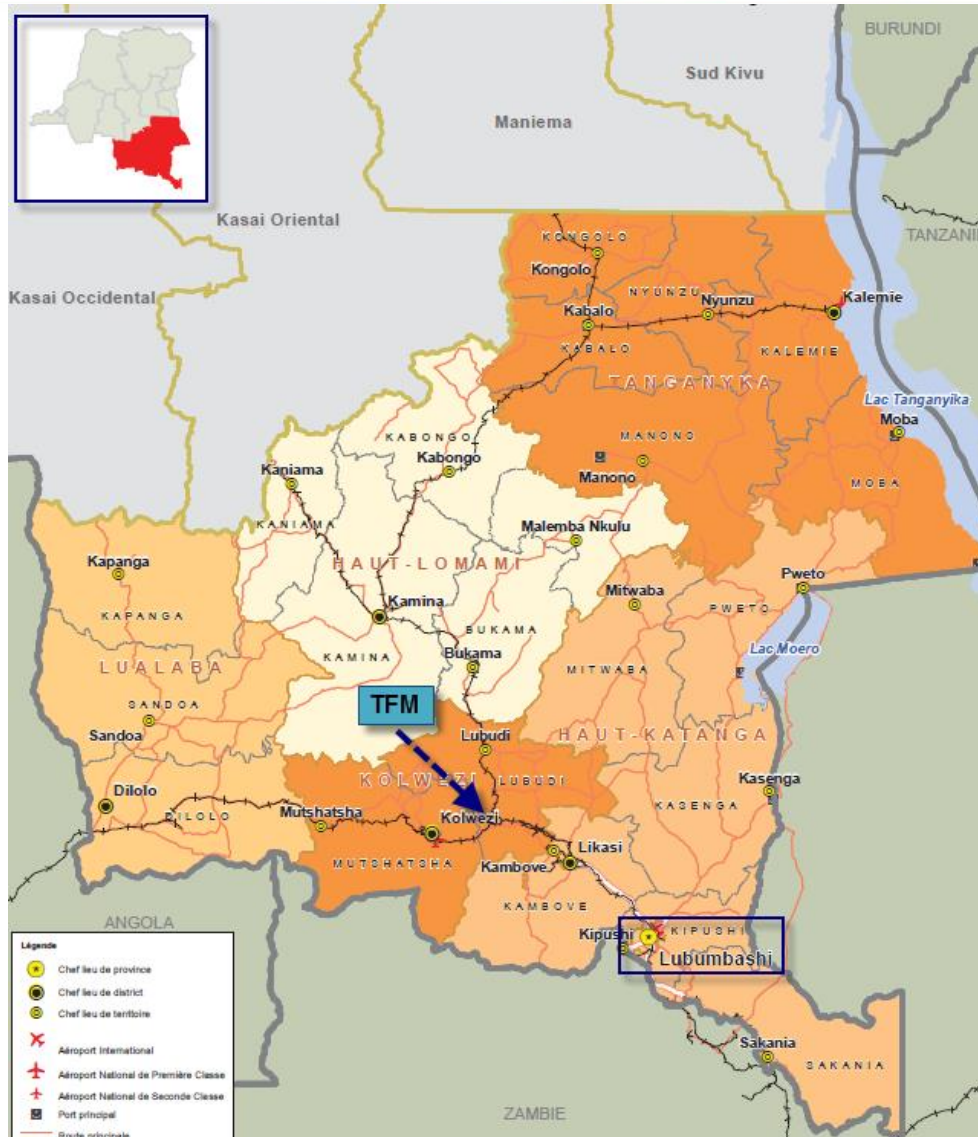 BURUNDI
Sud Kivu
Maniema
Kasai Oriental
TANZANI
KONGOLO
Kongolo
Kasai Occidental
NYUNZU
Nyunzu
Kalemie
Kabalo
KABALO
KALEMIE
TANGANYKA
Lac Tanganyika
Moba
KABONGO
MANONO
Kabongo
Kaniama
Manono
MOBA
KANIAMA
Malemba Nkulu
HAUT-LOMAMI
Kapanga
Pweto
Mitwaba
KAPANGA
Kamina
PWETO
BUKAMA
KAMINA
Lac Moero
LUALABA
Bukama
MITWABA
TFM
SANDOA
Sandoa
Lubudi
HAUT-KATANGA
KOLWEZI
LUBUDI
Kasenga
Dilolo
KASENGA
DILOLO
Mutshatsha
Kolwezi
Likasi
MUTSHATSHA
Kambove
KAMBOVE
ANGOLA
Kipushi
KIPUSHI
Lubumbashi
Légende
Chef lieu de province
Chef lieu de district
Chef lieu de territoire
Aéroport International
Aéroport National de Première Classe
Aéroport National de Seconde Classe
Port principal
Route principale
Sakania
SAKANIA
ZAMBIE